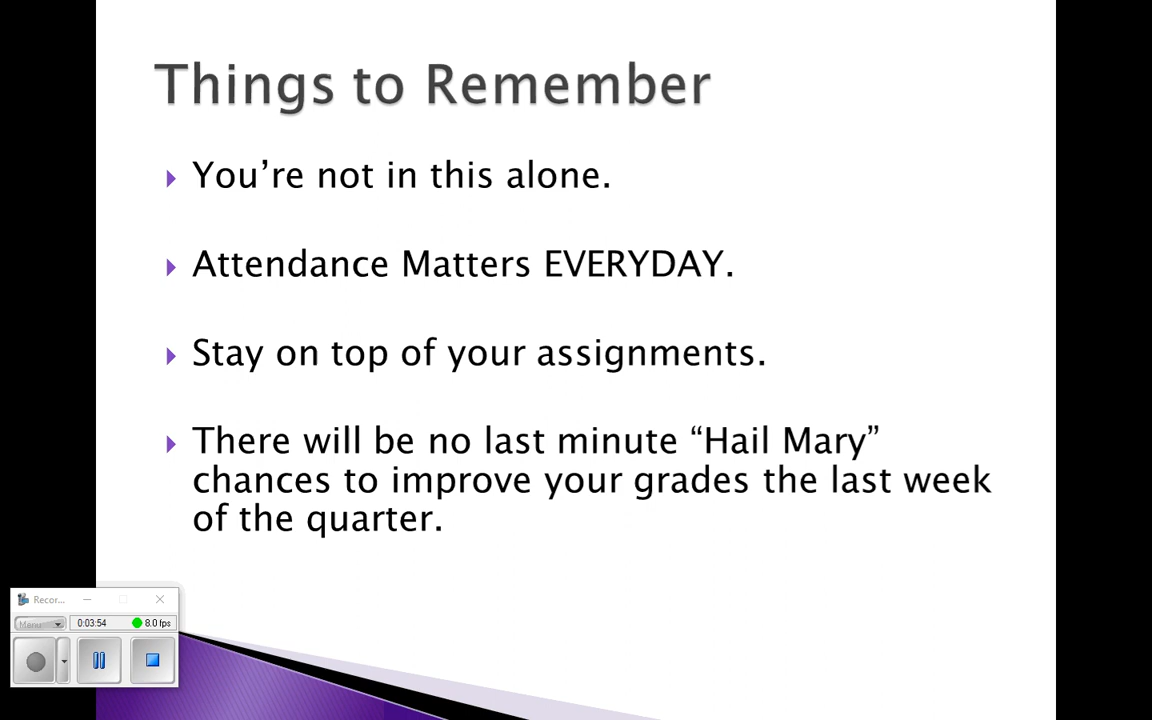 Things to Remember
You’re not in this alone.
Attendance Matters EVERYDAY.
Stay on top of your assignments.
There will be no last minute “Hail Mary”
chances to improve your grades the last week
of the quarter.
Recor...
Menu
0:03:54
8.0 fps